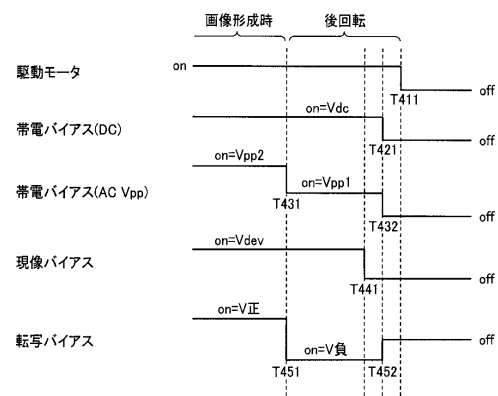 画像形成時 後回転
駆動モータ on T411 off
帯電バイアス(DC) on=Vdc T421 off
帯電バイアス(AC Vpp) on=Vpp2 T431 on=Vpp1 T432 off
現像バイアス on=Vdev T441 off
転写バイアス on=V正 T451 on=V負 T452 off